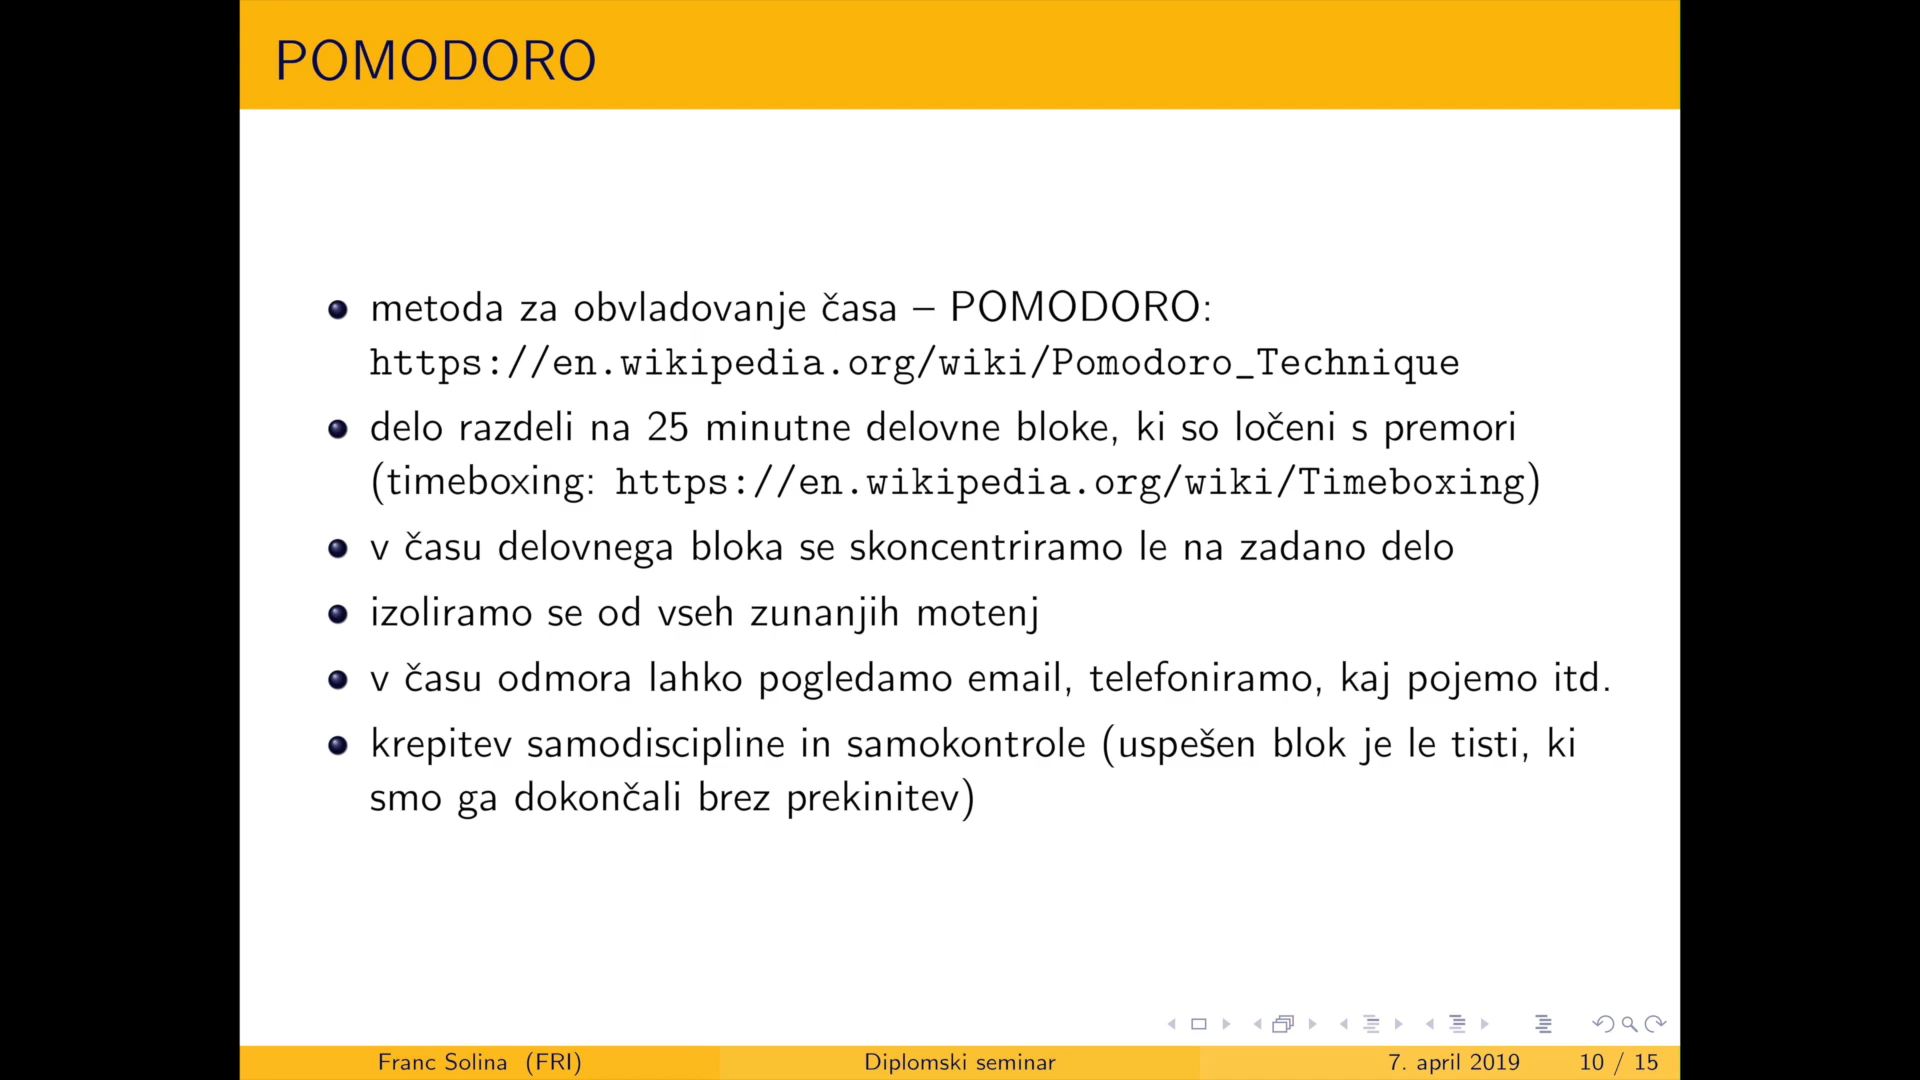 POMODORO
metoda za obvladovanje časa – POMODORO:
https://en.wikipedia.org/wiki/Pomodoro_Technique
delo razdeli na 25 minutne delovne bloke, ki so ločeni s premori
(timeboxing: https://en.wikipedia.org/wiki/Timeboxing)
v času delovnega bloka se skoncentriramo le na zadano delo
izoliramo se od vseh zunanjih motenj
v času odmora lahko pogledamo email, telefoniramo, kaj pojemo itd.
krepitev samodiscipline in samokontrole (uspešen blok je le tisti, ki
smo ga dokončali brez prekinitev)
Franc Solina (FRI) Diplomski seminar 7. april 2019 10 / 15